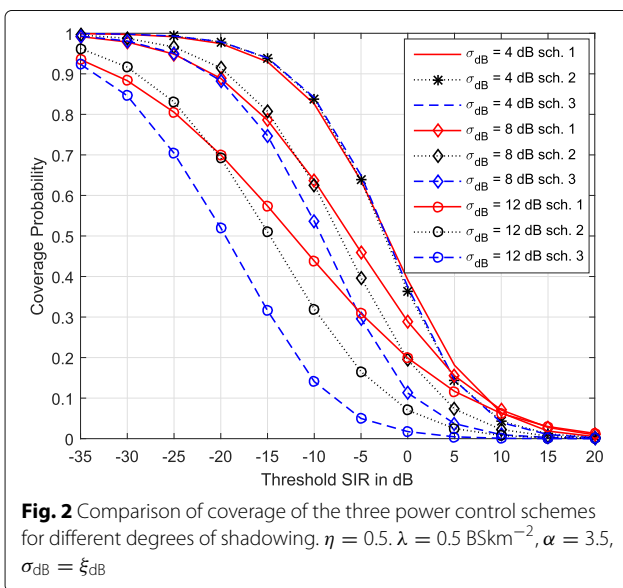 1
0.9
0.8
0.7
0.6
0.5
0.4
0.3
0.2
0.1
0
Coverage Probability
σdB = 4 dB sch. 1
σdB = 4 dB sch. 2
σdB = 4 dB sch. 3
σdB = 8 dB sch. 1
σdB = 8 dB sch. 2
σdB = 8 dB sch. 3
σdB = 12 dB sch. 1
σdB = 12 dB sch. 2
σdB = 12 dB sch. 3
-35 -30 -25 -20 -15 -10 -5 0 5 10 15 20
Threshold SIR in dB
Fig. 2 Comparison of coverage of the three power control schemes
for different degrees of shadowing. η = 0.5. λ = 0.5 BSkm⁻², α = 3.5,
σdB = ξdB